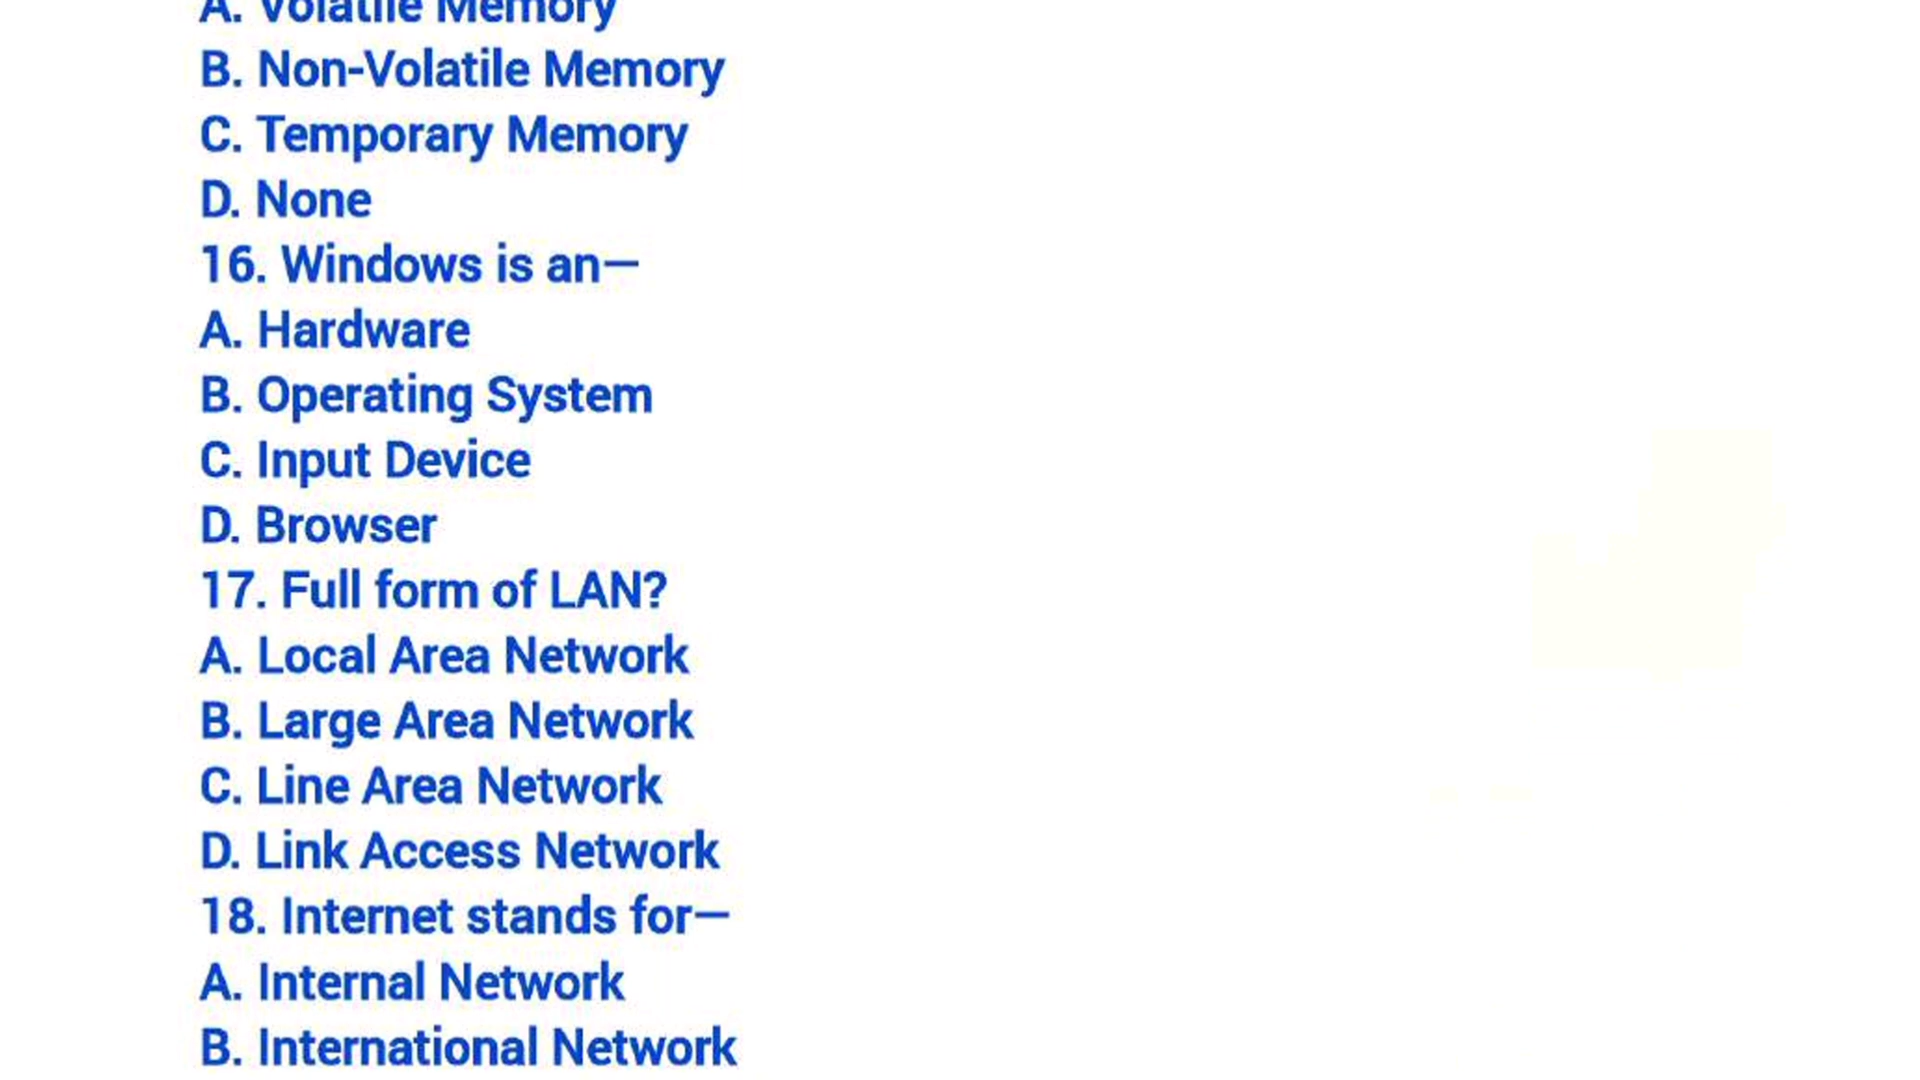 A. Volatile Memory
B. Non-Volatile Memory
C. Temporary Memory
D. None
16. Windows is an—
A. Hardware
B. Operating System
C. Input Device
D. Browser
17. Full form of LAN?
A. Local Area Network
B. Large Area Network
C. Line Area Network
D. Link Access Network
18. Internet stands for—
A. Internal Network
B. International Network